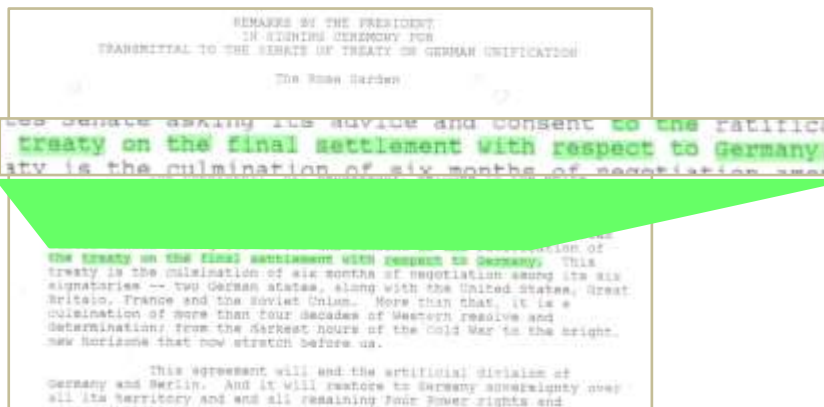 REMARKS BY THE PRESIDENT
IN SIGNING CEREMONY FOR
TRANSMITTAL TO THE SENATE OF TREATY ON GERMAN UNIFICATION
The Rose Garden
tes Senate asking its advice and consent to the ratifica
treaty on the final settlement with respect to Germany
aty is the culmination of six months of negotiation amo
of
the treaty on the final settlement with respect to Germany. This
treaty is the culmination of six months of negotiation among its six
signatories -- two German states, along with the United States, Great
Britain, France and the Soviet Union. More than that, it is a
culmination of more than four decades of Western resolve and
determination; from the darkest hours of the Cold War to the bright,
new horizons that now stretch before us.
This agreement will end the artificial division of
Germany and Berlin. And it will restore to Germany sovereignty over
all its territory and end all remaining Four Power rights and